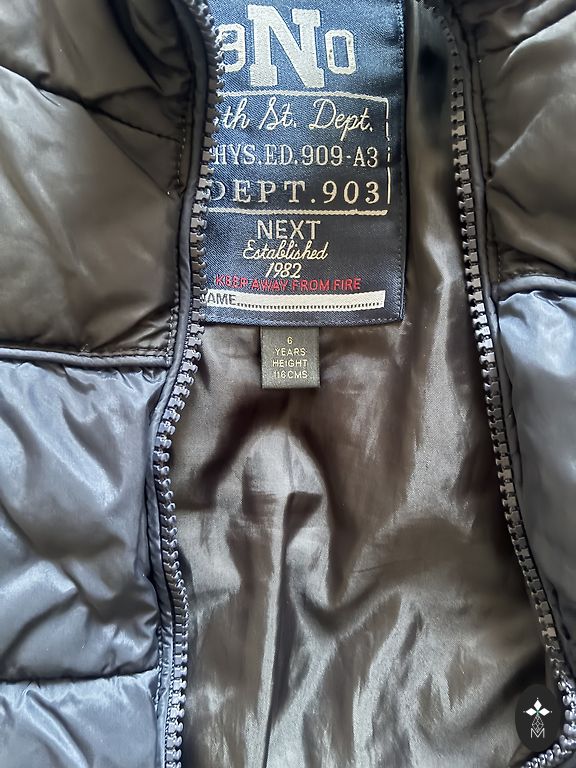 9N0
th St. Dept.
HYS.ED.909-A3
DEPT.903
NEXT
Established
1982
KEEP AWAY FROM FIRE
AME
6
YEARS
HEIGHT
116CMS
M